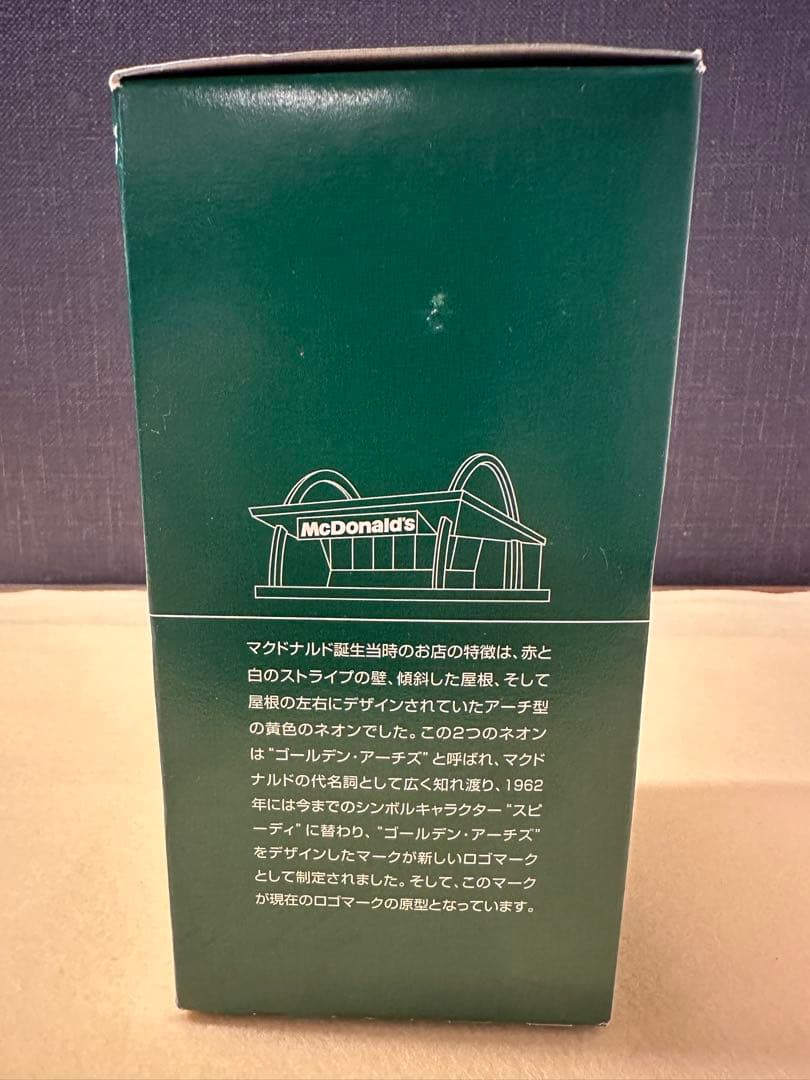 McDonald's
マクドナルド誕生当時のお店の特徴は、赤と
白のストライプの壁、傾斜した屋根、そして
屋根の左右にデザインされていたアーチ型
の黄色のネオンでした。この2つのネオン
は“ゴールデン・アーチズ”と呼ばれ、マクド
ナルドの代名詞として広く知れ渡り、1962
年には今までのシンボルキャラクター“スピ
ーディ”に替わり、“ゴールデン・アーチズ”
をデザインしたマークが新しいロゴマーク
として制定されました。そして、このマーク
が現在のロゴマークの原型となっています。